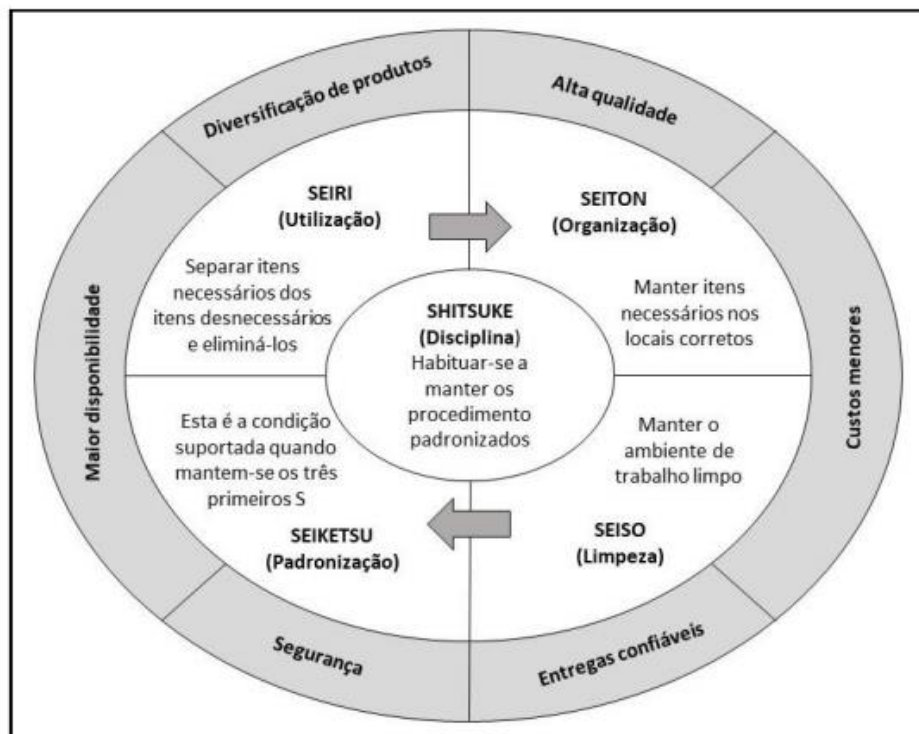 Diversificação de produtos
Alta qualidade
Maior disponibilidade
Custos menores
SEIRI
(Utilização)
Separar itens
necessários dos
itens desnecessários
e eliminá-los
SEITON
(Organização)
Manter itens
necessários nos
locais corretos
SHITSUKE
(Disciplina)
Habituar-se a
manter os
procedimento
padronizados
Esta é a condição
suportada quando
mantem-se os três
primeiros S
SEIKETSU
(Padronização)
Manter o
ambiente de
trabalho limpo
SEISO
(Limpeza)
Segurança
Entregas confiáveis